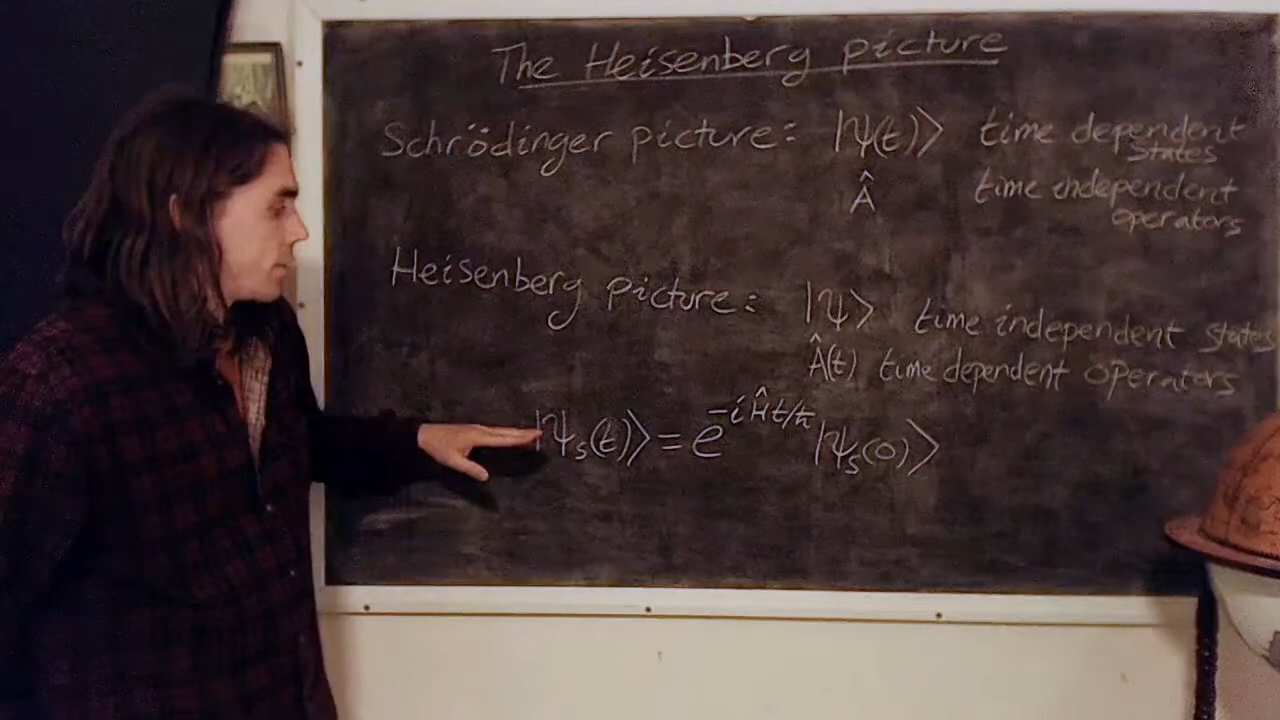 The Heisenberg picture
Schrödinger picture: |Ψ(t)⟩ time dependent
states
Â time independent
operators
Heisenberg picture: |Ψ⟩ time independent states
Â(t) time dependent operators
|Ψₛ(t)⟩ = e^{-iĤt/ħ} |Ψₛ(0)⟩